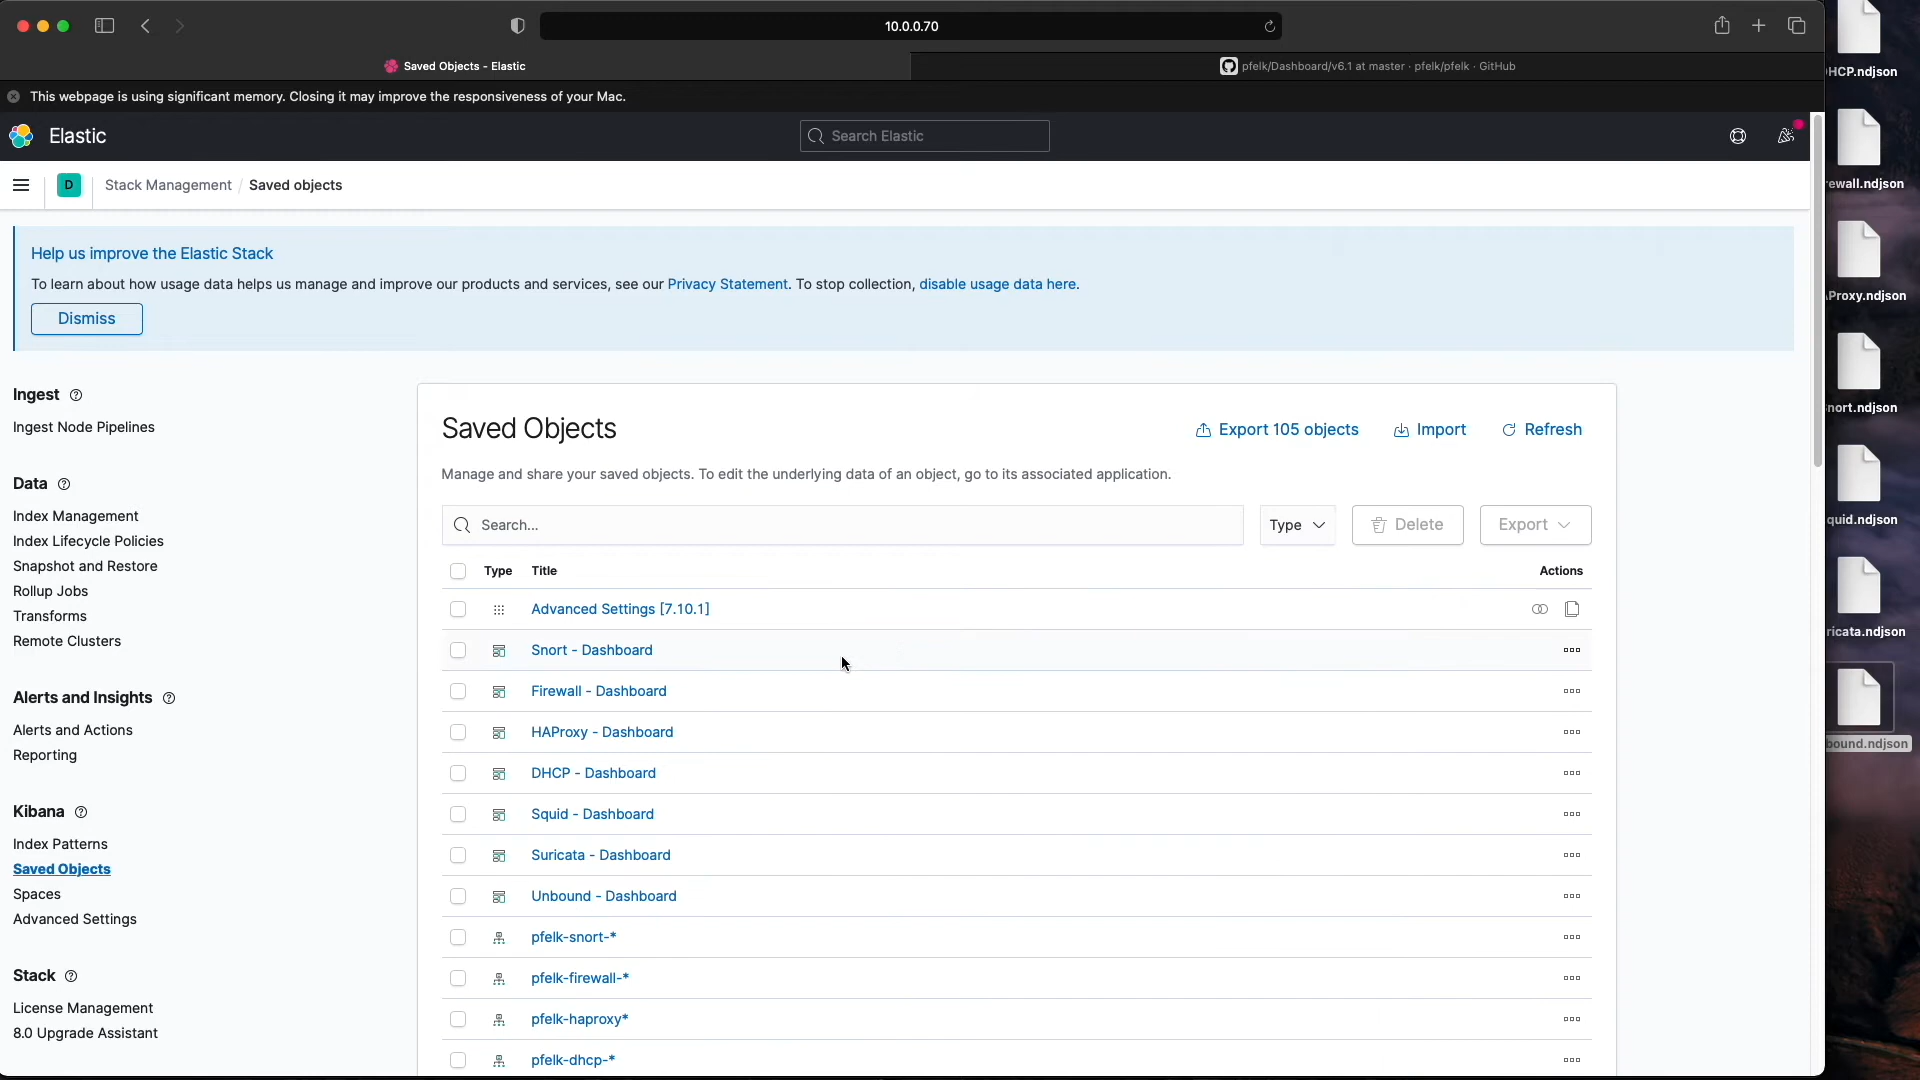 10.0.0.70
Saved Objects - Elastic
pfelk/Dashboard/v6.1 at master · pfelk/pfelk · GitHub
This webpage is using significant memory. Closing it may improve the responsiveness of your Mac.
Elastic
Search Elastic
D
Stack Management / Saved objects
Help us improve the Elastic Stack
To learn about how usage data helps us manage and improve our products and services, see our Privacy Statement. To stop collection, disable usage data here.
Dismiss
Ingest
Ingest Node Pipelines
Data
Index Management
Index Lifecycle Policies
Snapshot and Restore
Rollup Jobs
Transforms
Remote Clusters
Alerts and Insights
Alerts and Actions
Reporting
Kibana
Index Patterns
Saved Objects
Spaces
Advanced Settings
Stack
License Management
8.0 Upgrade Assistant
Saved Objects
Export 105 objects
Import
Refresh
Manage and share your saved objects. To edit the underlying data of an object, go to its associated application.
Search...
Type
Delete
Export
Type Title Actions
Advanced Settings [7.10.1]
Snort - Dashboard
Firewall - Dashboard
HAProxy - Dashboard
DHCP - Dashboard
Squid - Dashboard
Suricata - Dashboard
Unbound - Dashboard
pfelk-snort-*
pfelk-firewall-*
pfelk-haproxy*
pfelk-dhcp-*
HCP.ndjson
rewall.ndjson
AProxy.ndjson
nort.ndjson
quid.ndjson
ricata.ndjson
bound.ndjson